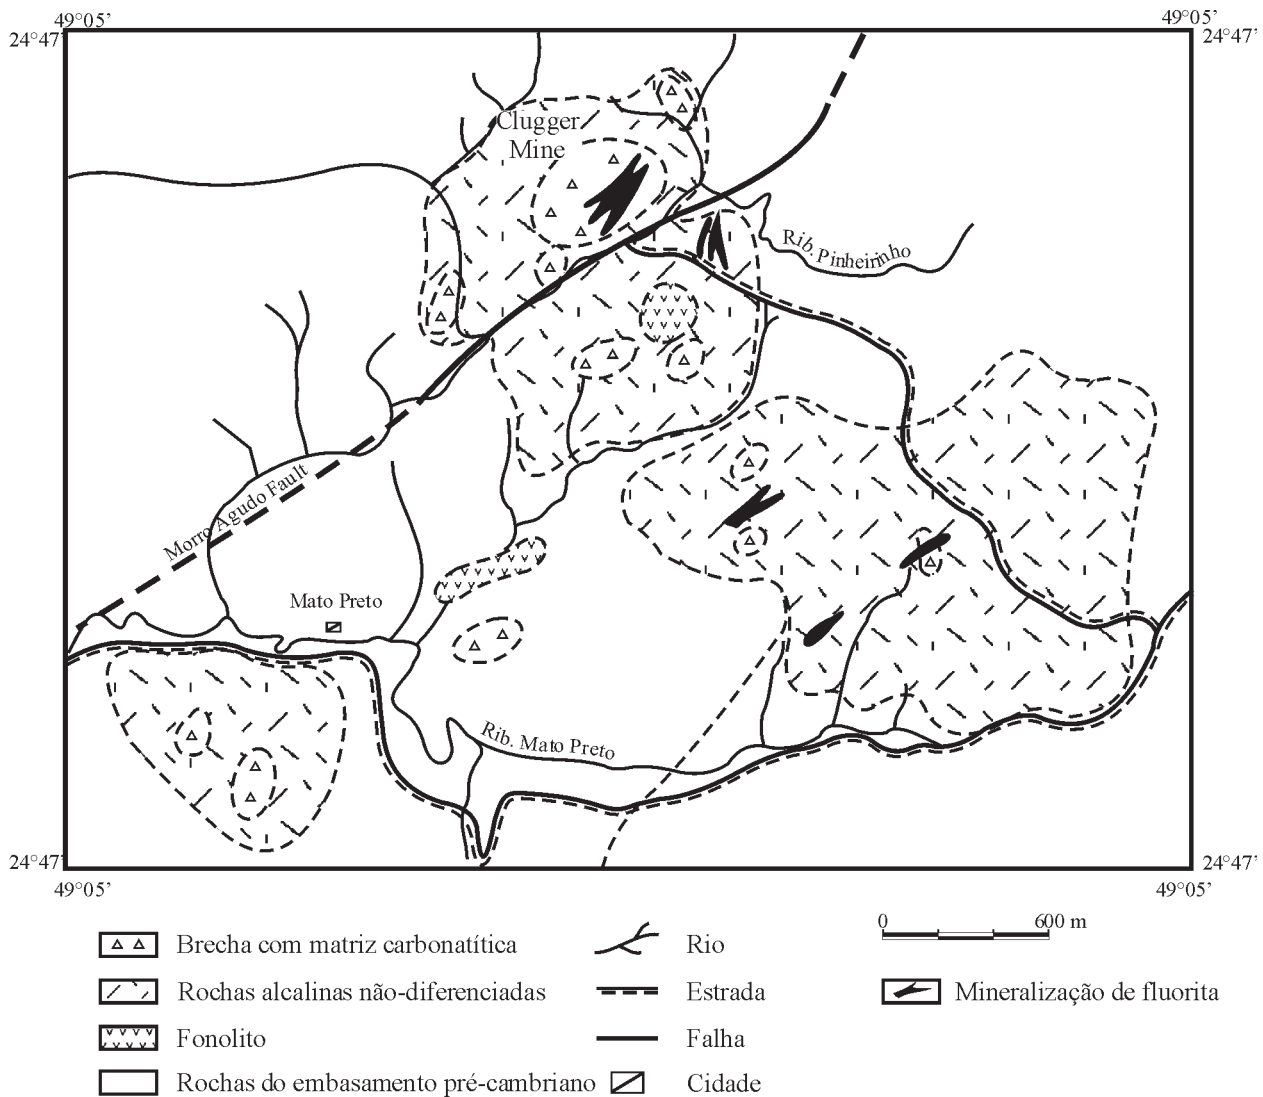 49°05’
49°05’
24°47’
24°47’
Clugger
Mine
Rib. Pinheirinho
Morro Agudo Fault
Mato Preto
Rib. Mato Preto
24°47’
24°47’
49°05’
49°05’
0
600 m
Brecha com matriz carbonatítica
Rio
Rochas alcalinas não-diferenciadas
Estrada
Mineralização de fluorita
Fonolito
Falha
Rochas do embasamento pré-cambriano
Cidade